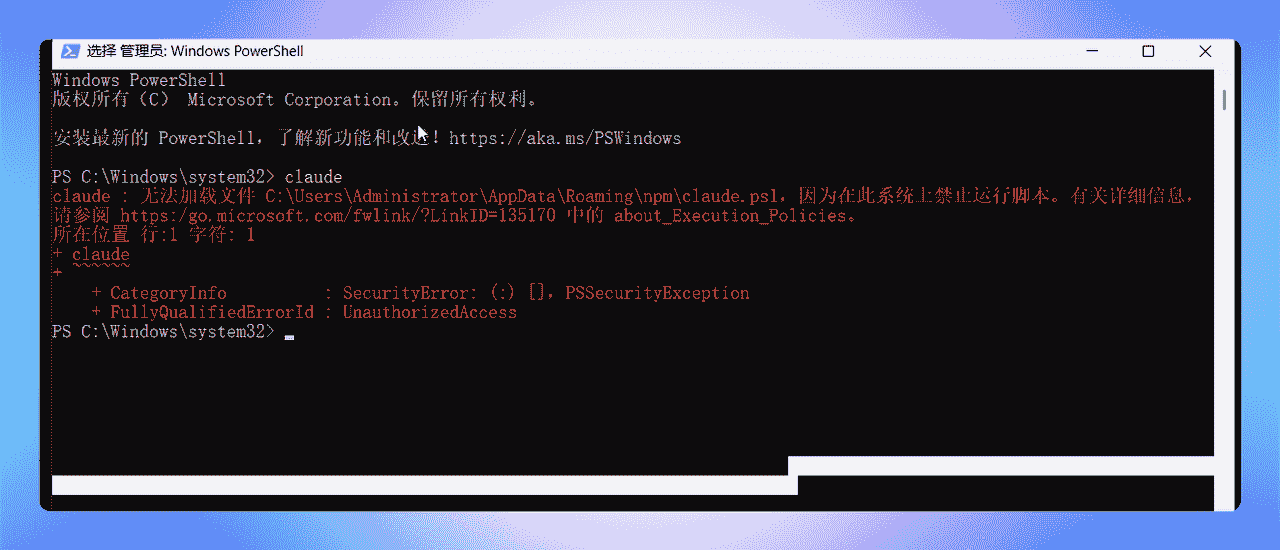 选择 管理员: Windows PowerShell
Windows PowerShell
版权所有（C） Microsoft Corporation。保留所有权利。
安装最新的 PowerShell，了解新功能和改进！https://aka.ms/PSWindows
PS C:\Windows\system32> claude
claude : 无法加载文件 C:\Users\Administrator\AppData\Roaming\npm\claude.ps1，因为在此系统上禁止运行脚本。有关详细信息，
请参阅 https:/go.microsoft.com/fwlink/?LinkID=135170 中的 about_Execution_Policies。
所在位置 行:1 字符: 1
+ claude
+ ~~~~~~
+ CategoryInfo : SecurityError: (:) []，PSSecurityException
+ FullyQualifiedErrorId : UnauthorizedAccess
PS C:\Windows\system32>